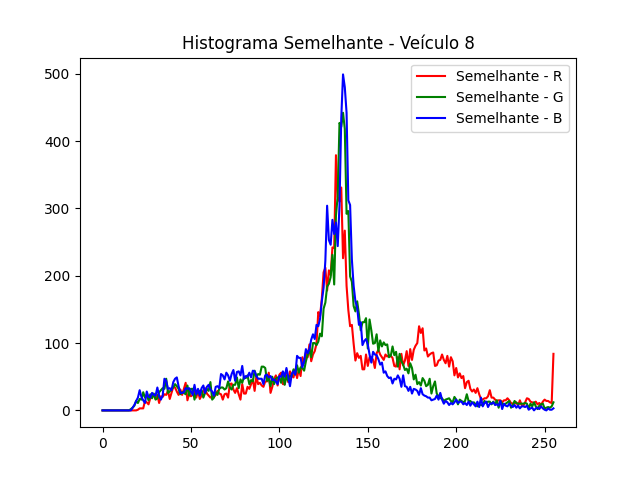 Histograma Semelhante - Veículo 8
Semelhante - R
Semelhante - G
Semelhante - B
500
400
300
200
100
0
0 50 100 150 200 250